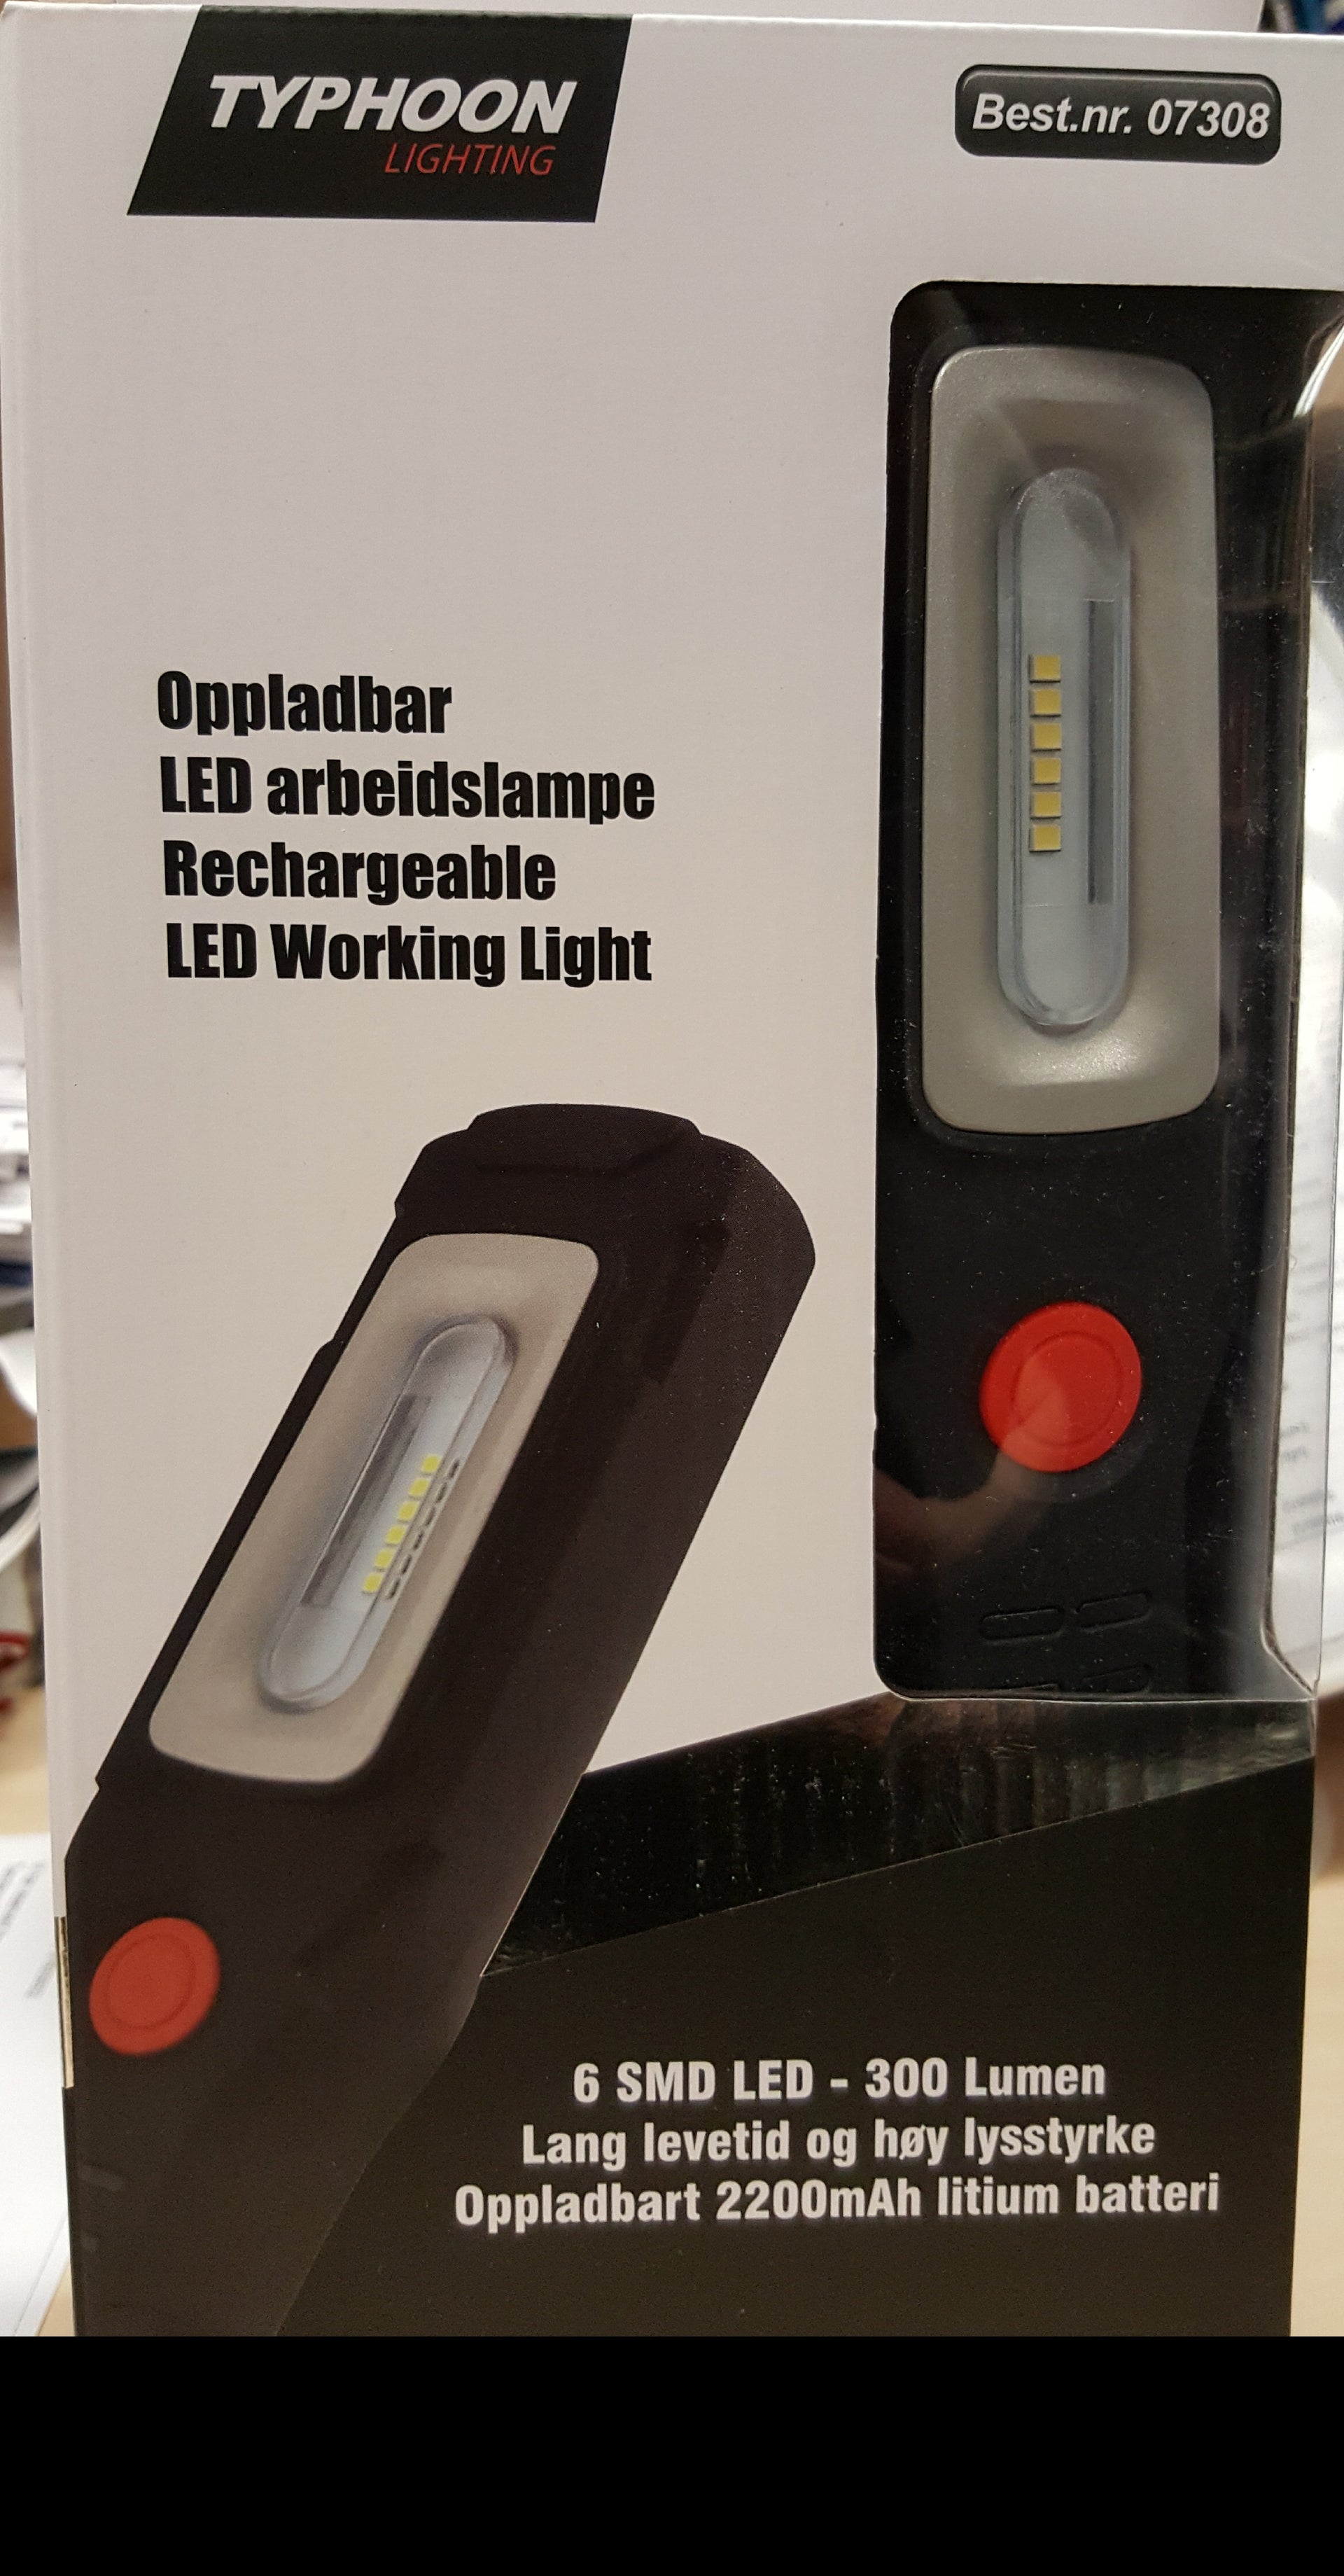 TYPHOON
LIGHTING
Best.nr. 07308
Oppladbar
LED arbeidslampe
Rechargeable
LED Working Light
6 SMD LED - 300 Lumen
Lang levetid og høy lysstyrke
Oppladbart 2200mAh litium batteri